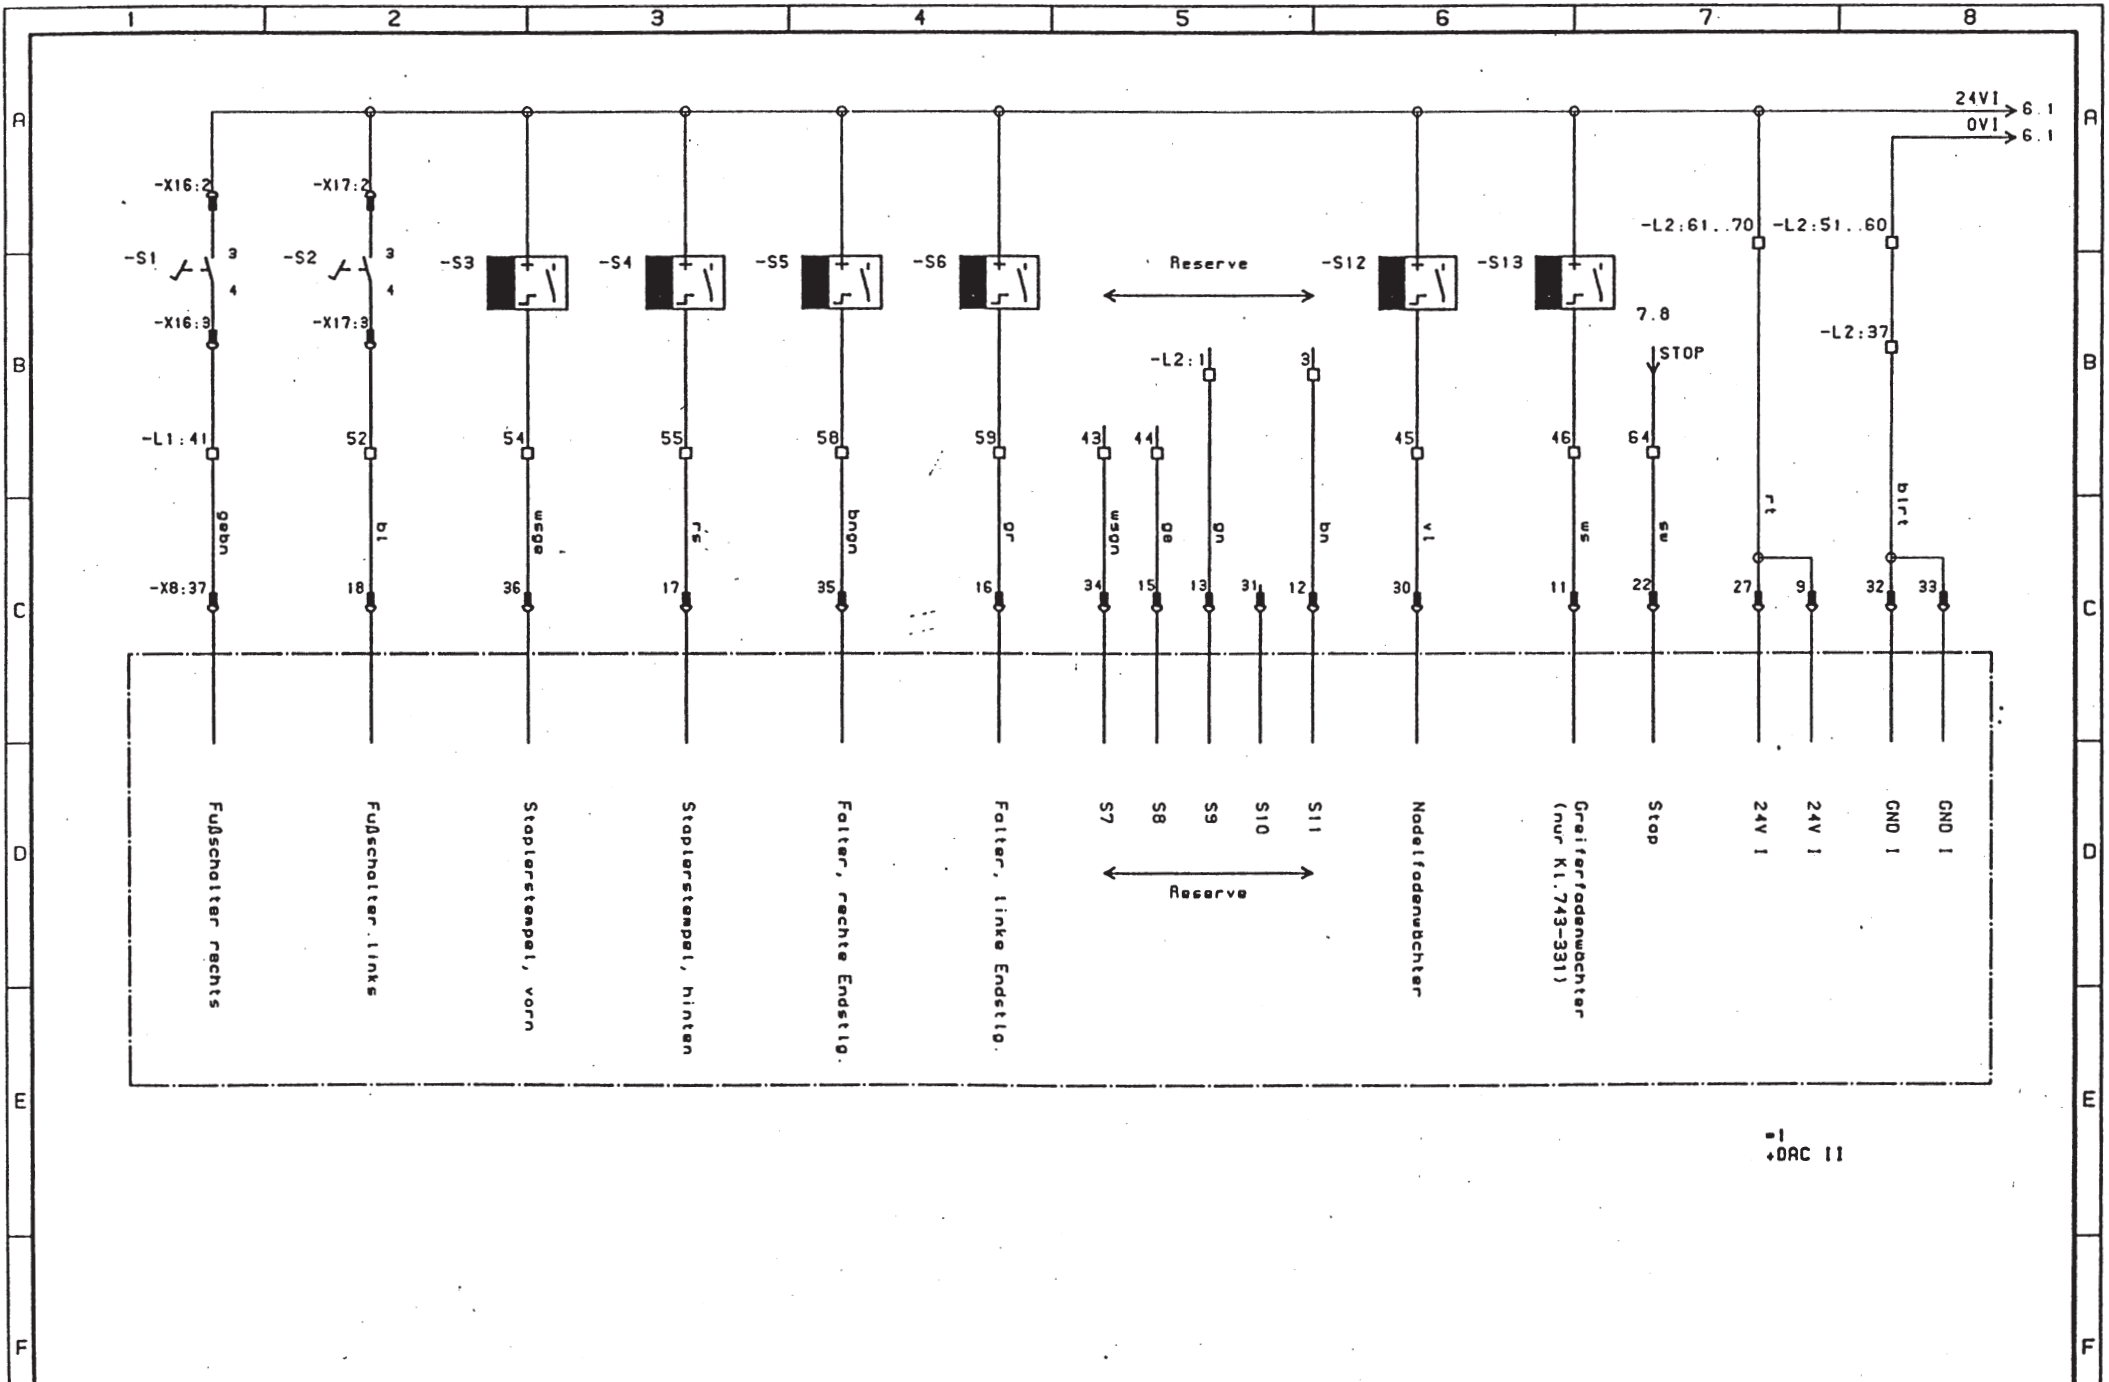 1 2 3 4 5 6 7 8
24VI 6.1
A A
0VI 6.1
-X16:2 -X17:2
-L2:61..70 -L2:51..60
-S1 3 4
-S2 3 4
-S3 -S4 -S5 -S6 Reserve -S12 -S13
7.8
-X16:3 -X17:3
-L2:37
-L2:1 3 STOP
B B
-L1:41 52 54 55 58 59 43 44 45 46 64
gebn bl wsge rs bngn gr wsgn ge gn bn vl ws sw rt blrt
-X8:37 18 36 17 35 16 34 15 13 31 12 30 11 22 27 9 32 33
C C
Fußschalter rechts
Fußschalter links
Staplerstempel, vorn
Staplerstempel, hinten
Falter, rechte Endstlg.
Falter, linke Endstlg.
S7
S8
S9
S10
S11
Reserve
Nadelfadenwächter
Greiferfadenwächter
(nur Kl.743-331)
Stop
24V I
24V I
GND I
GND I
D D
E E
=1
+DAC II
F F